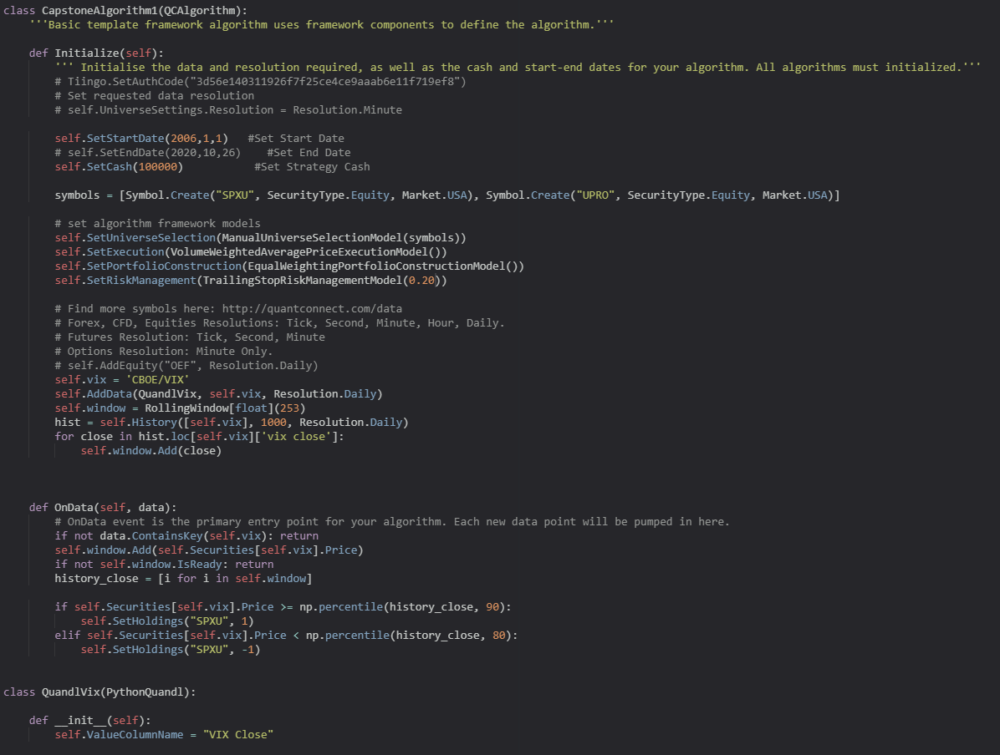 class CapstoneAlgorithm1(QCAlgorithm):
    '''Basic template framework algorithm uses framework components to define the algorithm.'''
    def Initialize(self):
        ''' Initialise the data and resolution required, as well as the cash and start-end dates for your algorithm. All algorithms must initialized.'''
        # Tiingo.SetAuthCode("3d56e140311926f7f25ce4ce9aaab6e11f719ef8")
        # Set requested data resolution
        # self.UniverseSettings.Resolution = Resolution.Minute
        self.SetStartDate(2006,1,1)   #Set Start Date
        # self.SetEndDate(2020,10,26)    #Set End Date
        self.SetCash(100000)           #Set Strategy Cash
        symbols = [Symbol.Create("SPXU", SecurityType.Equity, Market.USA), Symbol.Create("UPRO", SecurityType.Equity, Market.USA)]
        # set algorithm framework models
        self.SetUniverseSelection(ManualUniverseSelectionModel(symbols))
        self.SetExecution(VolumeWeightedAveragePriceExecutionModel())
        self.SetPortfolioConstruction(EqualWeightingPortfolioConstructionModel())
        self.SetRiskManagement(TrailingStopRiskManagementModel(0.20))
        # Find more symbols here: http://quantconnect.com/data
        # Forex, CFD, Equities Resolutions: Tick, Second, Minute, Hour, Daily.
        # Futures Resolution: Tick, Second, Minute
        # Options Resolution: Minute Only.
        # self.AddEquity("OEF", Resolution.Daily)
        self.vix = 'CBOE/VIX'
        self.AddData(QuandlVix, self.vix, Resolution.Daily)
        self.window = RollingWindow[float](253)
        hist = self.History([self.vix], 1000, Resolution.Daily)
        for close in hist.loc[self.vix]['vix close']:
            self.window.Add(close)
    def OnData(self, data):
        # OnData event is the primary entry point for your algorithm. Each new data point will be pumped in here.
        if not data.ContainsKey(self.vix): return
        self.window.Add(self.Securities[self.vix].Price)
        if not self.window.IsReady: return
        history_close = [i for i in self.window]
        if self.Securities[self.vix].Price >= np.percentile(history_close, 90):
            self.SetHoldings("SPXU", 1)
        elif self.Securities[self.vix].Price < np.percentile(history_close, 80):
            self.SetHoldings("SPXU", -1)
class QuandlVix(PythonQuandl):
    def __init__(self):
        self.ValueColumnName = "VIX Close"